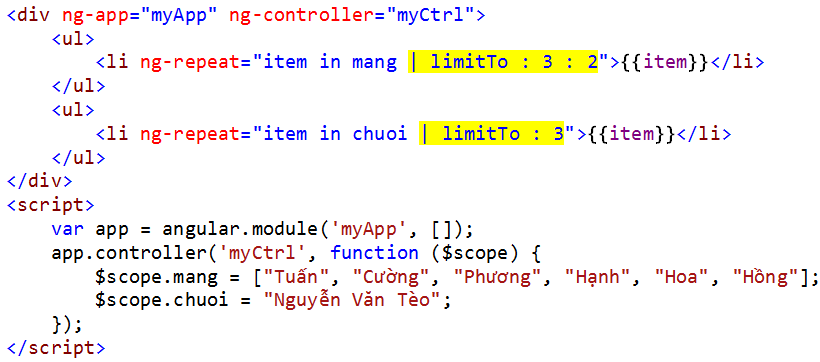 <div ng-app="myApp" ng-controller="myCtrl">
    <ul>
        <li ng-repeat="item in mang | limitTo : 3 : 2">{{item}}</li>
    </ul>
    <ul>
        <li ng-repeat="item in chuoi | limitTo : 3">{{item}}</li>
    </ul>
</div>
<script>
    var app = angular.module('myApp', []);
    app.controller('myCtrl', function ($scope) {
        $scope.mang = ["Tuấn", "Cường", "Phương", "Hạnh", "Hoa", "Hồng"];
        $scope.chuoi = "Nguyễn Văn Tèo";
    });
</script>